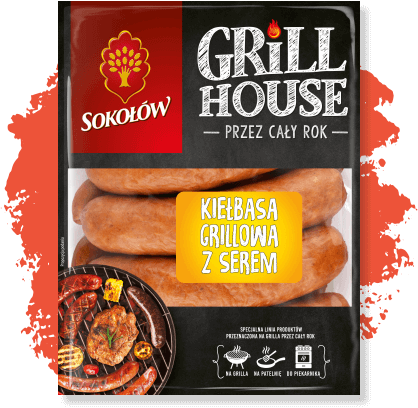 SOKOŁÓW
GRiLL
HOUSE
PRZEZ CAŁY ROK
KIEŁBASA
GRILLOWA
Z SEREM
SPECJALNA LINIA PRODUKTÓW
PRZEZNACZONA NA GRILLA PRZEZ CAŁY ROK
NA GRILLA
NA PATELNIĘ
DO PIEKARNIKA